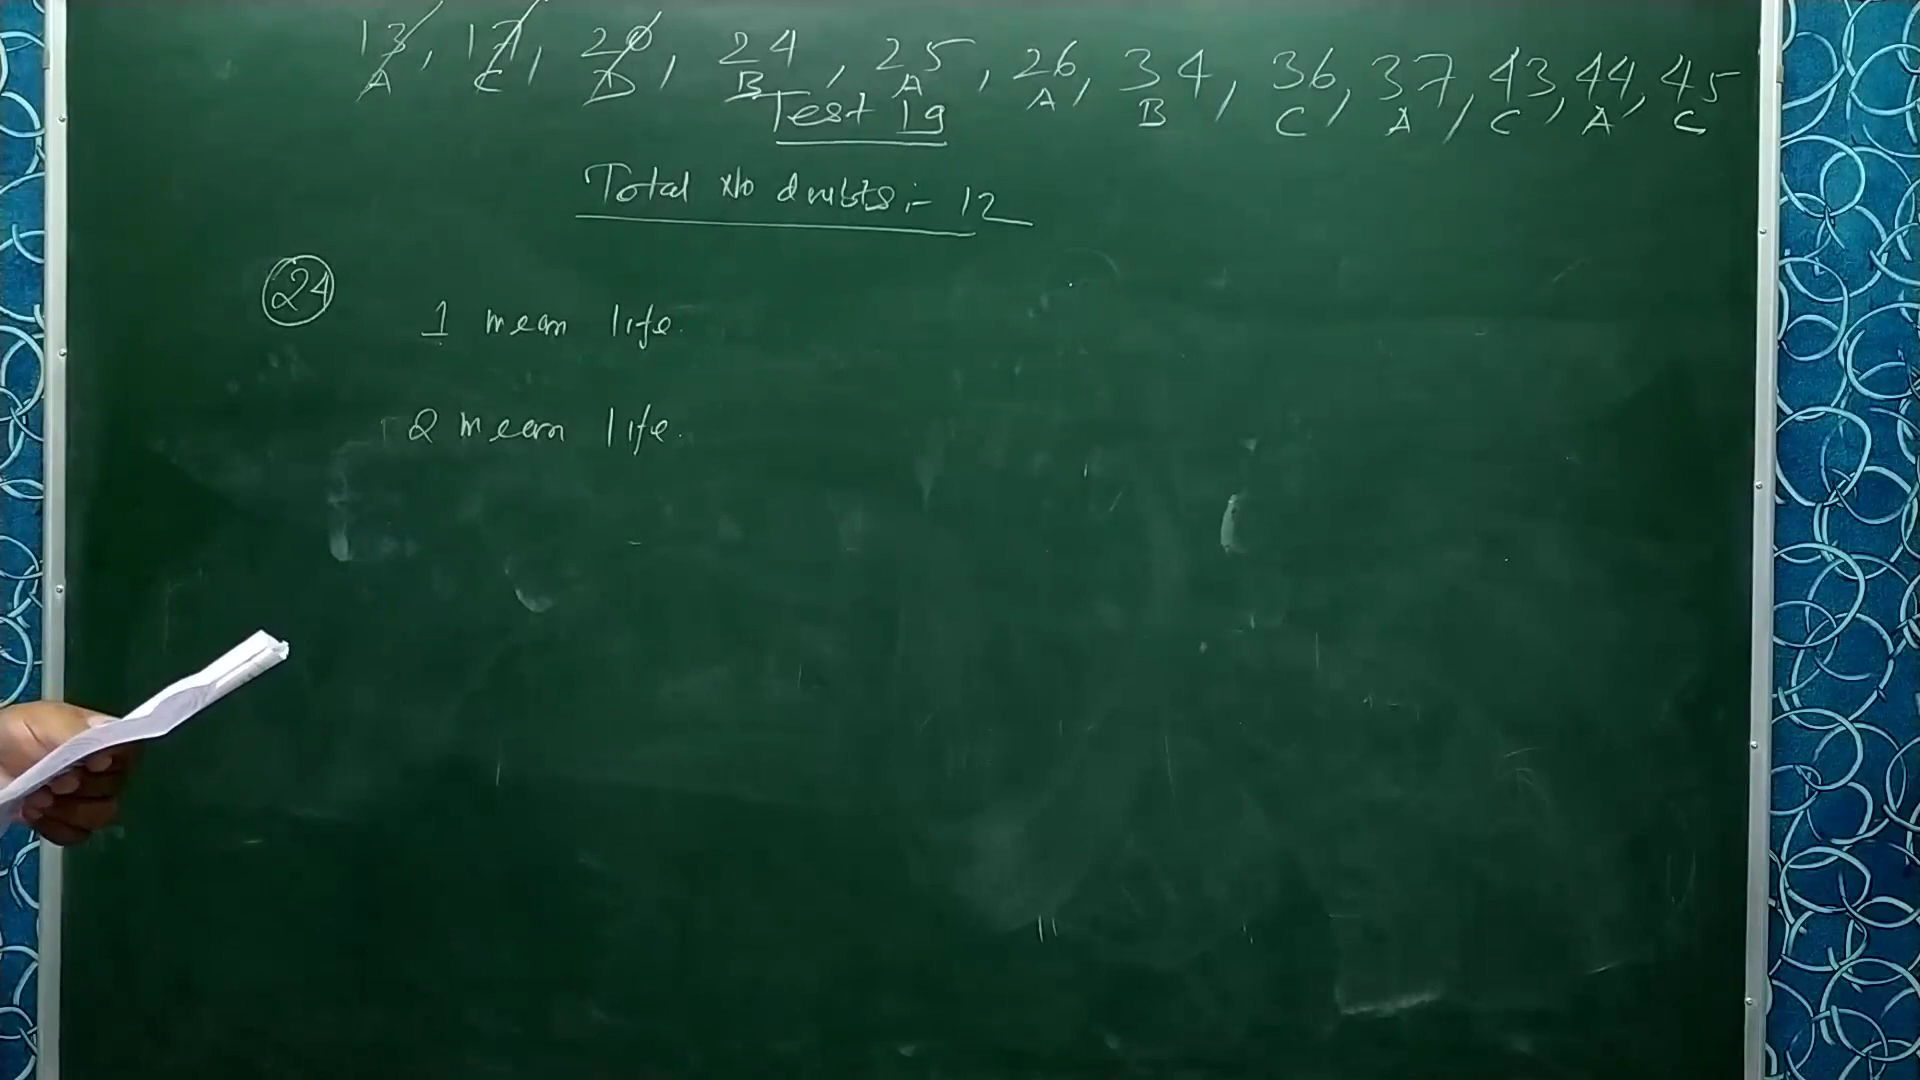 13, 17, 20, 24, 25, 26, 34, 36, 37, 43, 44, 45
A C D B A A B C A C A C
Test 19
Total No doubts :- 12
24
1 mean life.
2 mean life.